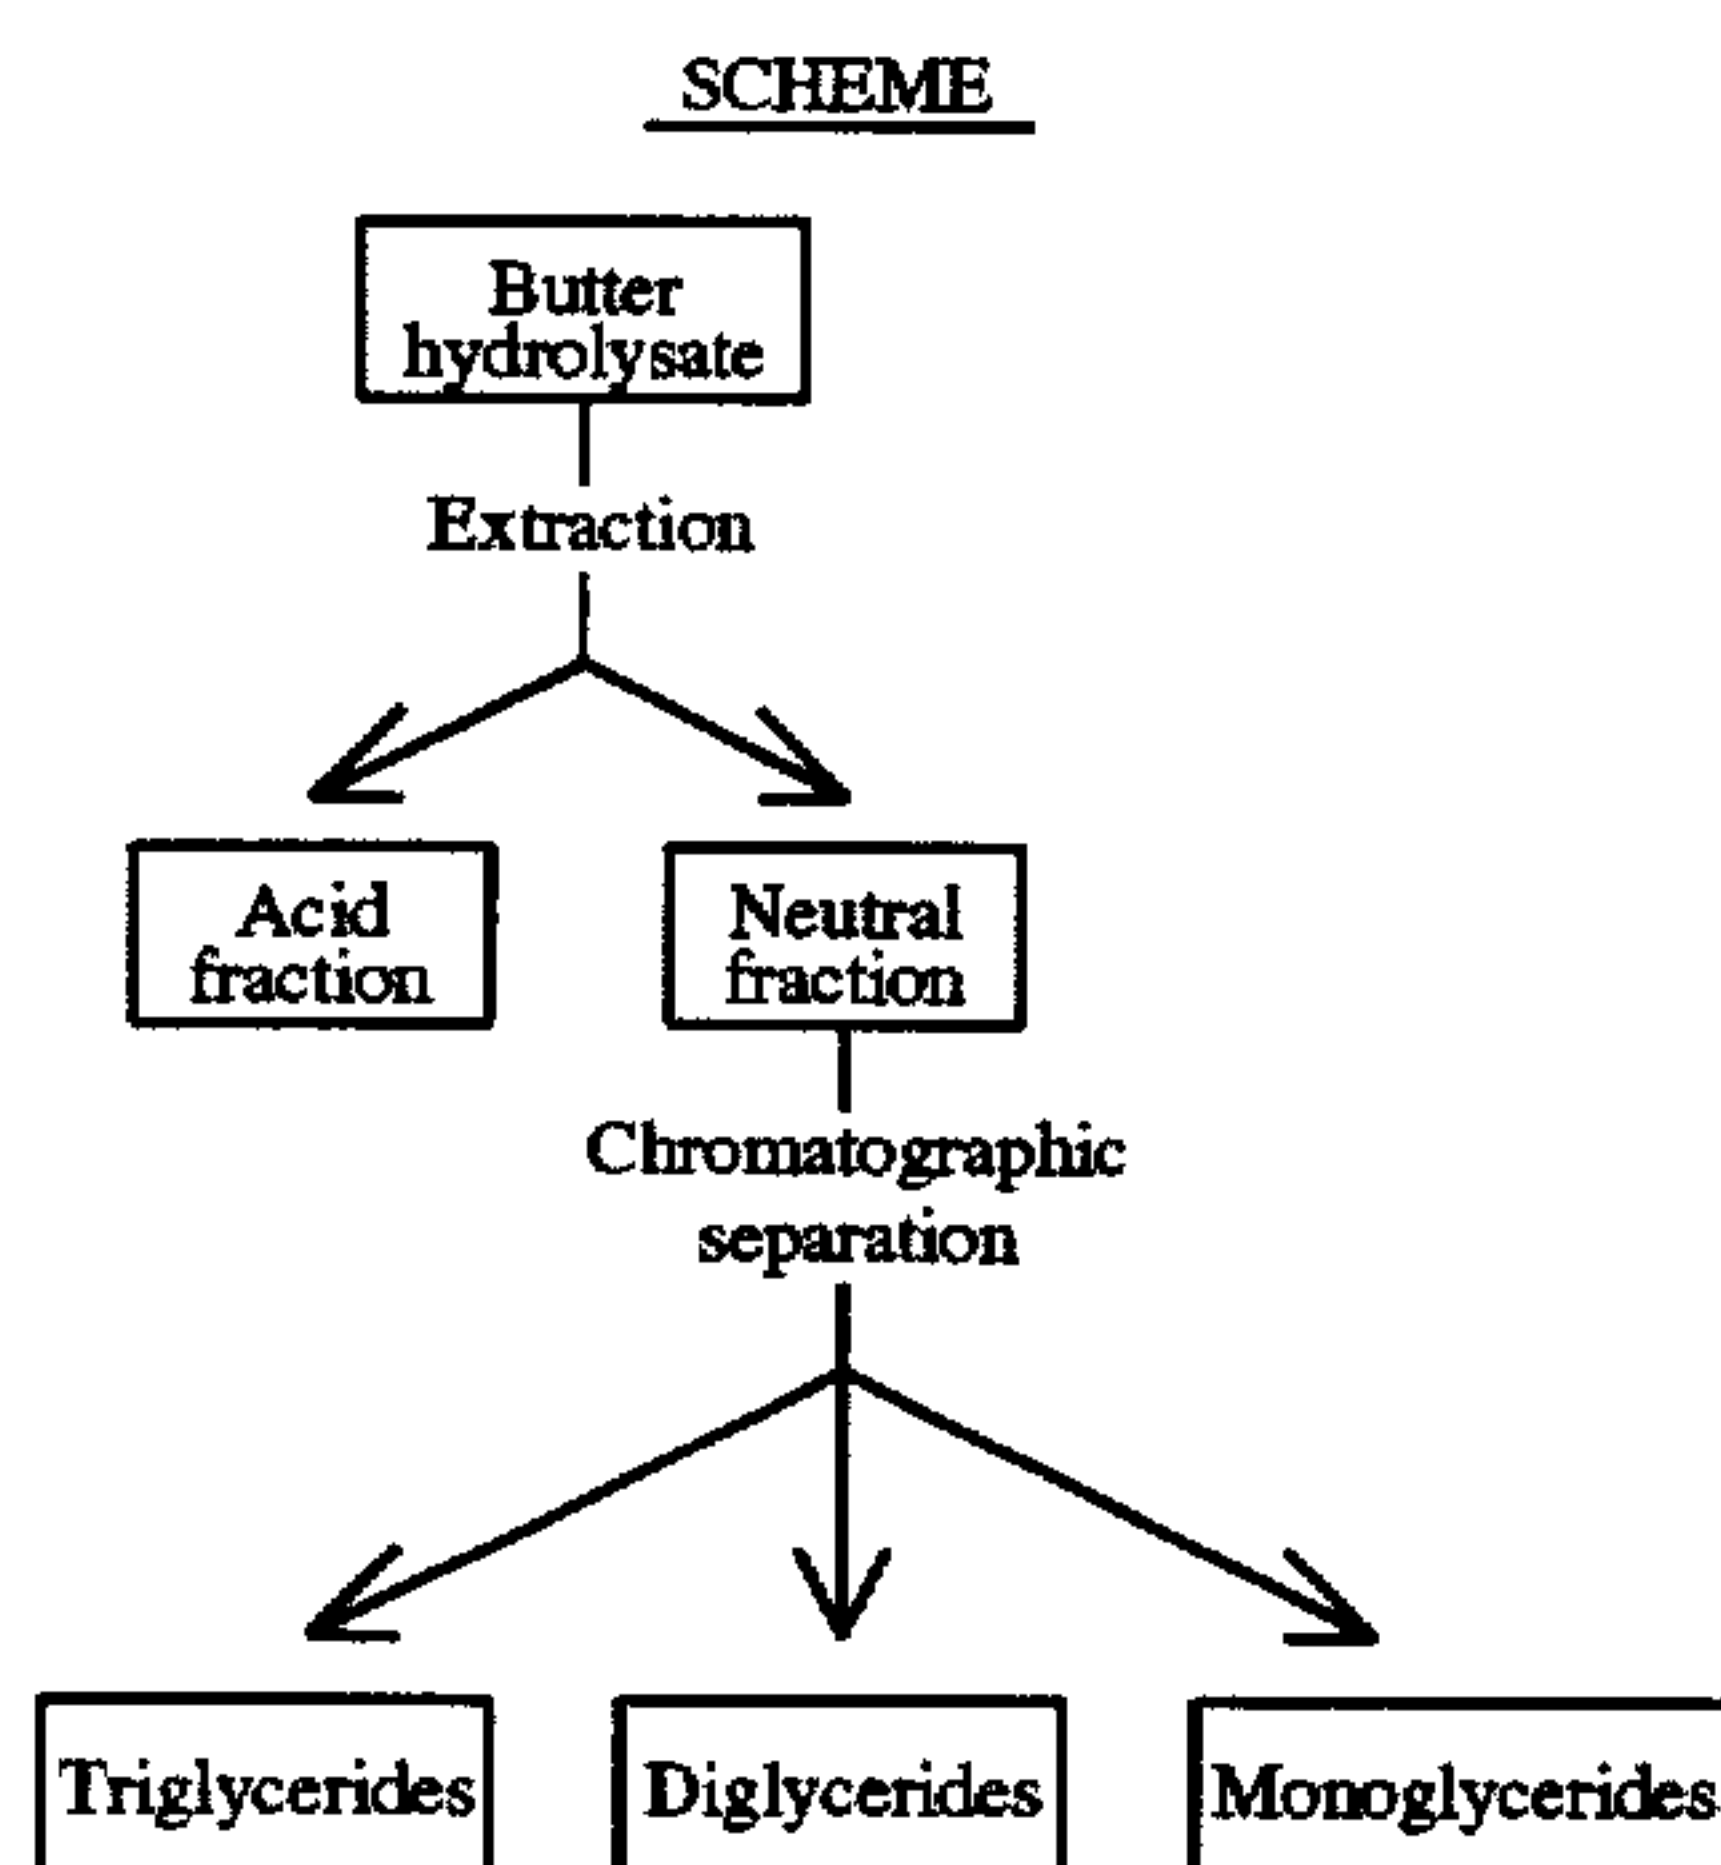 SCHEME
Butter
hydrolysate
Extraction
Acid
fraction
Neutral
fraction
Chromatographic
separation
Triglycerides
Diglycerides
Monoglycerides